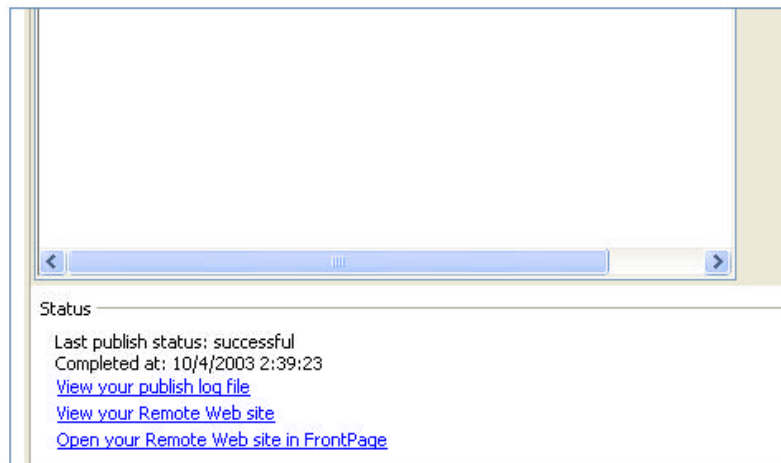 Status
Last publish status: successful
Completed at: 10/4/2003 2:39:23
View your publish log file
View your Remote Web site
Open your Remote Web site in FrontPage